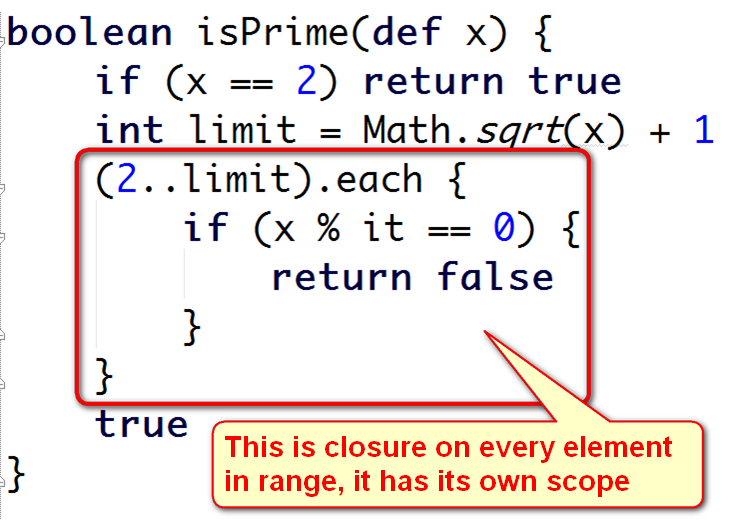 boolean isPrime(def x) {
if (x == 2) return true
int limit = Math.sqrt(x) + 1
(2..limit).each {
if (x % it == 0) {
return false
}
}
true
}
This is closure on every element
in range, it has its own scope